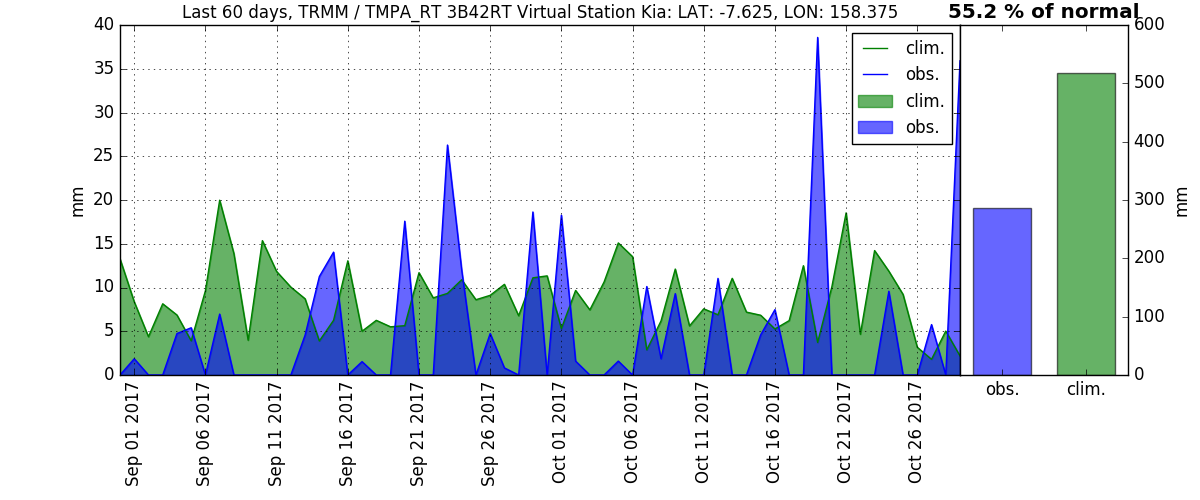 Last 60 days, TRMM / TMPA_RT 3B42RT Virtual Station Kia: LAT: -7.625, LON: 158.375
55.2 % of normal
40
35
30
25
20
15
10
5
0
mm
clim.
obs.
clim.
obs.
600
500
400
300
200
100
0
mm
Sep 01 2017
Sep 06 2017
Sep 11 2017
Sep 16 2017
Sep 21 2017
Sep 26 2017
Oct 01 2017
Oct 06 2017
Oct 11 2017
Oct 16 2017
Oct 21 2017
Oct 26 2017
obs.
clim.